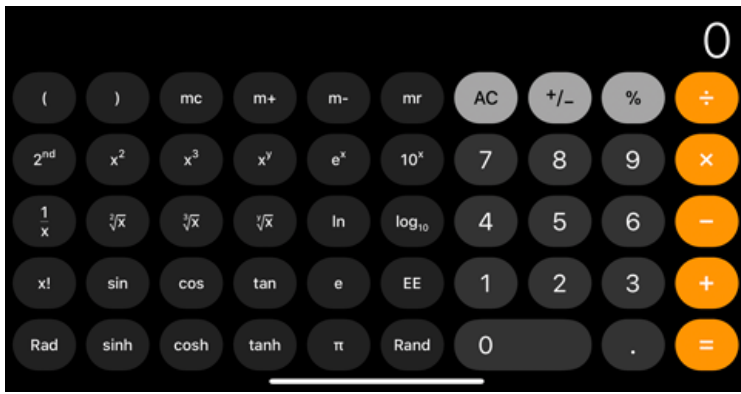 0
( ) mc m+ m- mr AC +/− % ÷
2ⁿᵈ x² x³ xʸ eˣ 10ˣ 7 8 9 ×
1/x ²√x ³√x ʸ√x ln log₁₀ 4 5 6 −
x! sin cos tan e EE 1 2 3 +
Rad sinh cosh tanh π Rand 0 . =